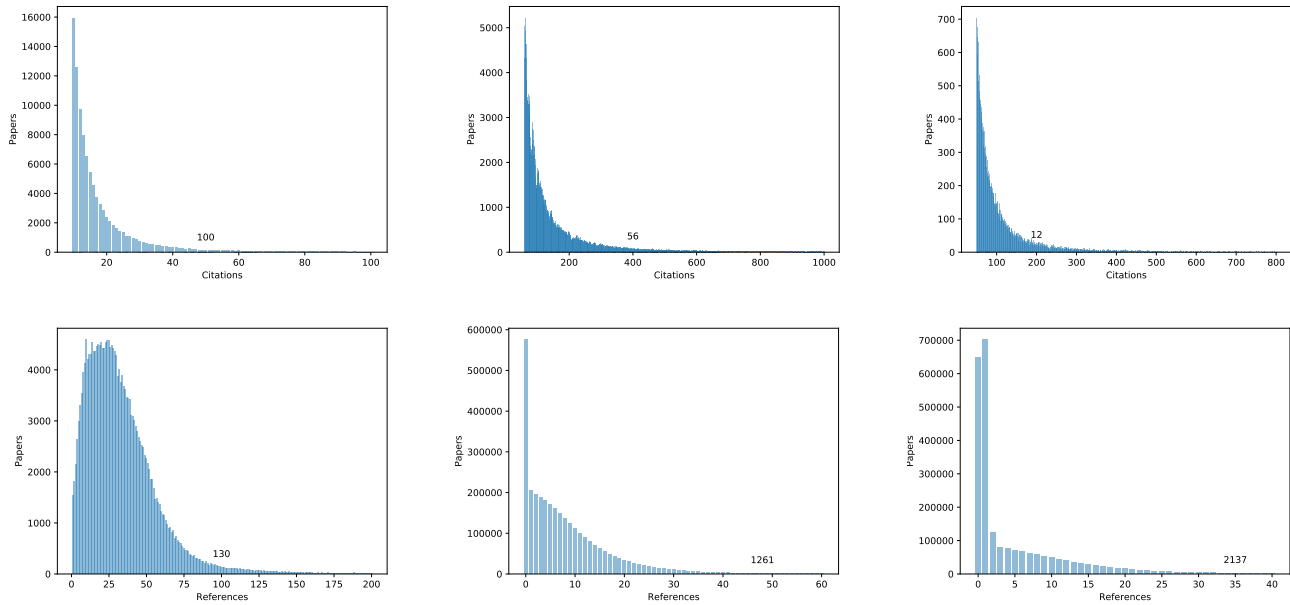 16000
14000
12000
10000
8000
6000
4000
2000
0
Papers
100
20 40 60 80 100
Citations
5000
4000
3000
2000
1000
0
Papers
56
200 400 600 800 1000
Citations
700
600
500
400
300
200
100
0
Papers
12
100 200 300 400 500 600 700 800
Citations
4000
3000
2000
1000
0
Papers
130
0 25 50 75 100 125 150 175 200
References
600000
500000
400000
300000
200000
100000
0
Papers
1261
0 10 20 30 40 50 60
References
700000
600000
500000
400000
300000
200000
100000
0
Papers
2137
0 5 10 15 20 25 30 35 40
References